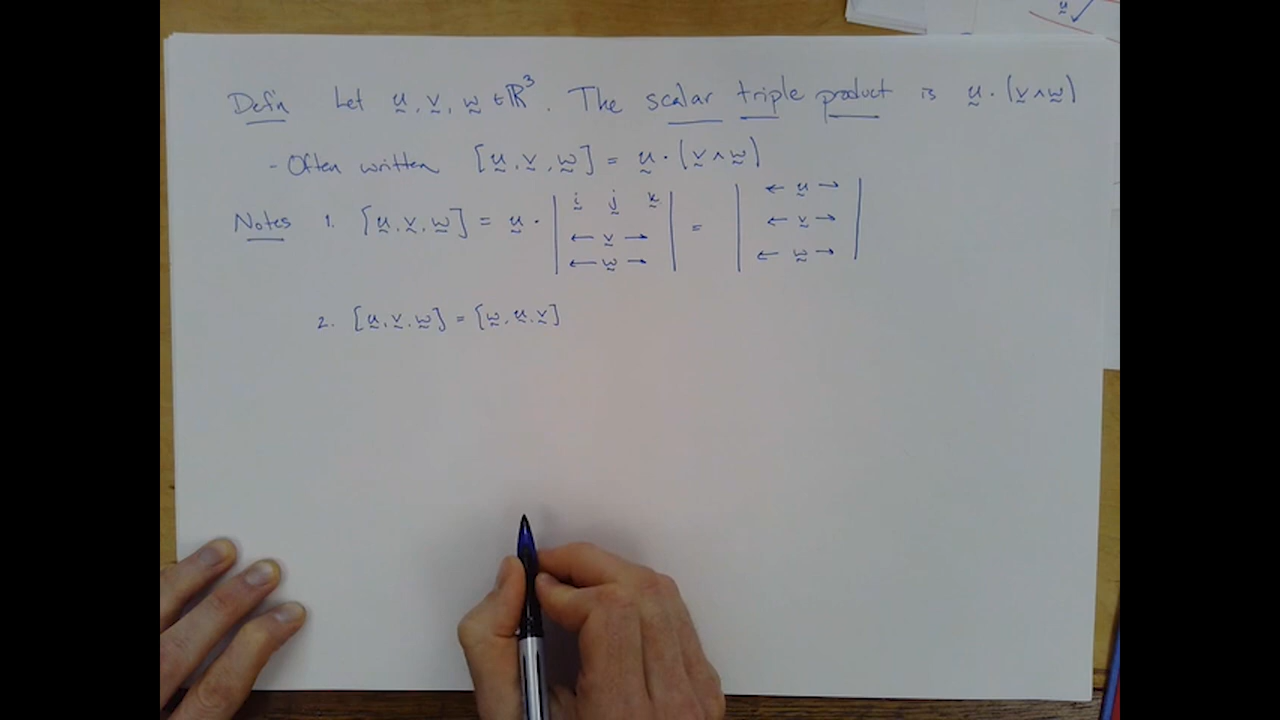 u
Defn Let u, v, w ∈ ℝ³. The scalar triple product is u · (v ∧ w)
- Often written [u, v, w] = u · (v ∧ w)
Notes 1. [u, v, w] = u · | i j k ← v → ← w → | = | ← u → ← v → ← w → |
2. [u, v, w] = [w, u, v]